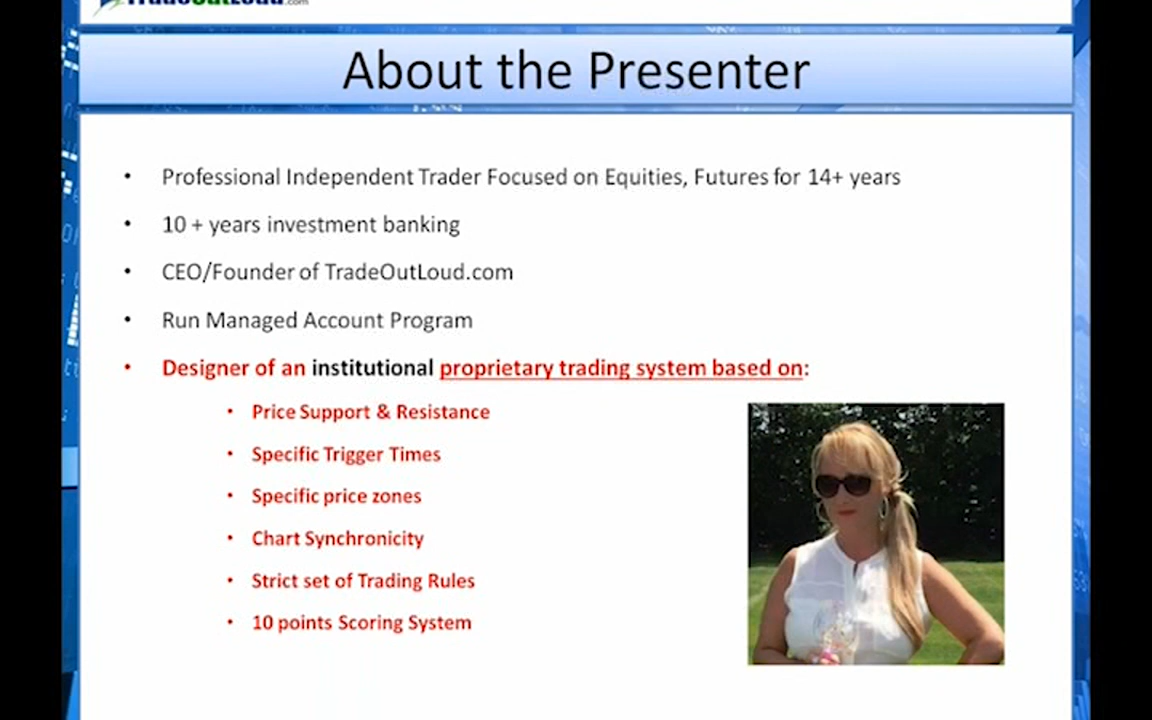 TradeOutLoud.com
About the Presenter
• Professional Independent Trader Focused on Equities, Futures for 14+ years
• 10 + years investment banking
• CEO/Founder of TradeOutLoud.com
• Run Managed Account Program
• Designer of an institutional proprietary trading system based on:
• Price Support & Resistance
• Specific Trigger Times
• Specific price zones
• Chart Synchronicity
• Strict set of Trading Rules
• 10 points Scoring System